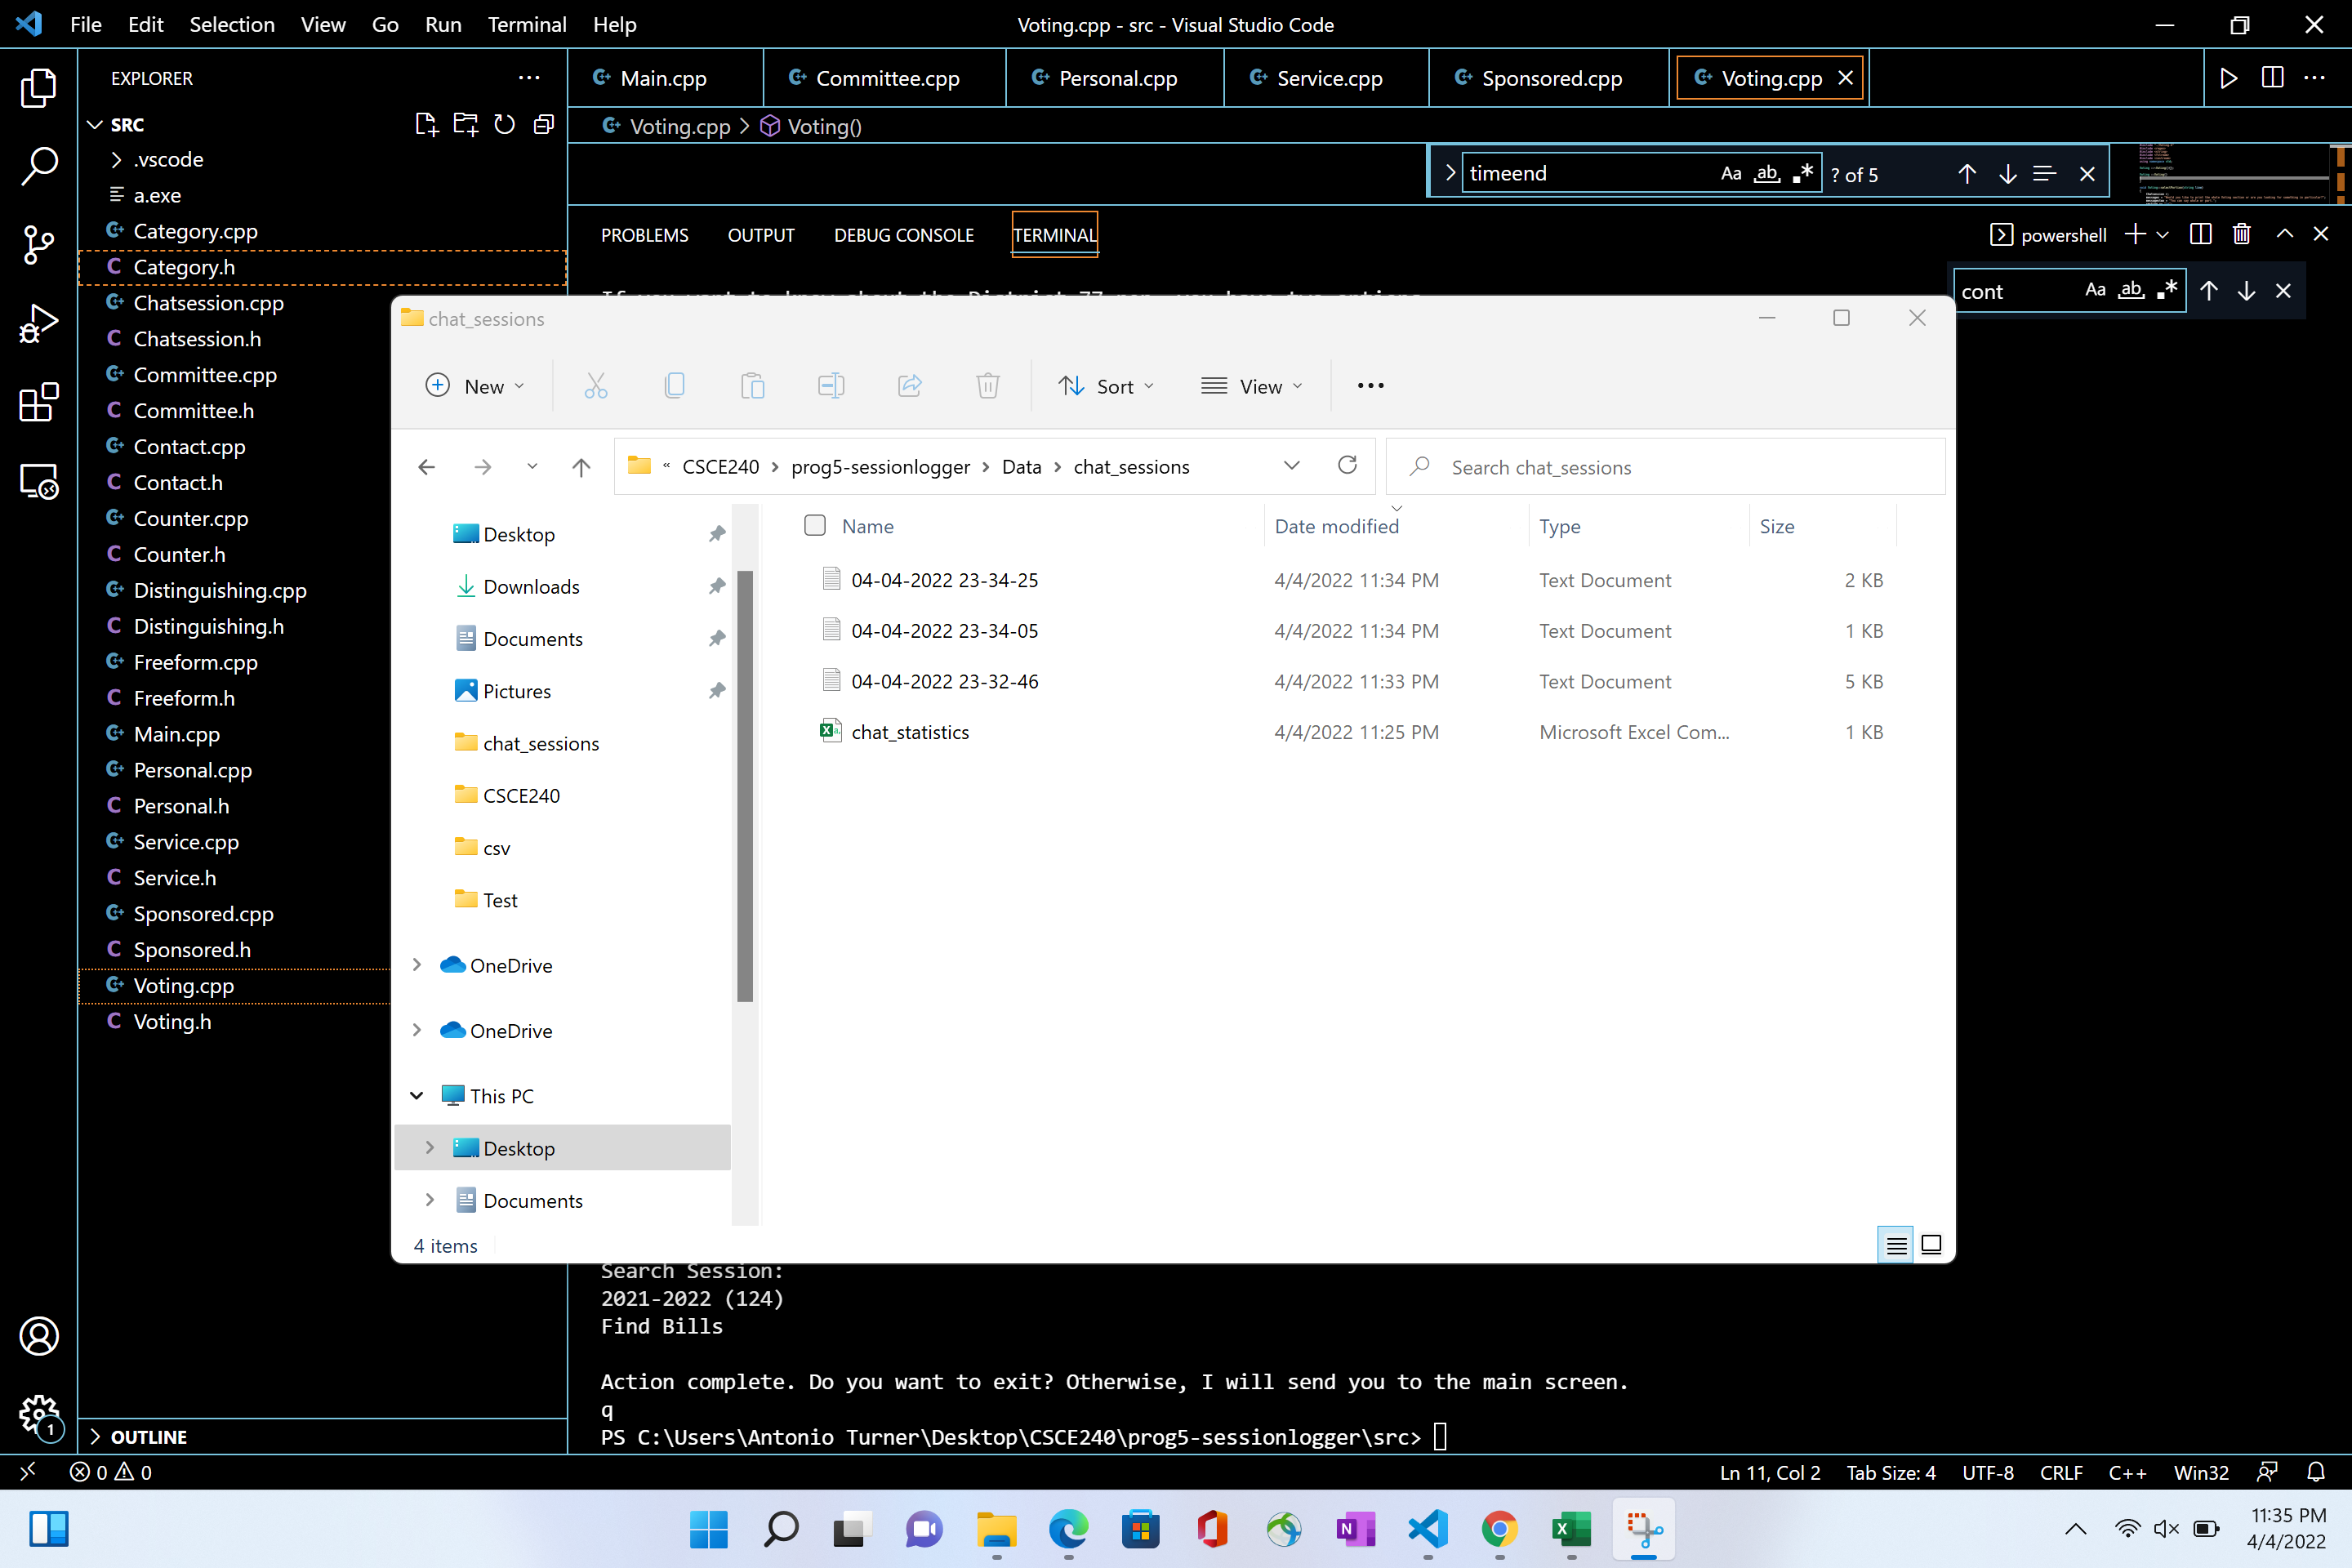 File Edit Selection View Go Run Terminal Help
Voting.cpp - src - Visual Studio Code
EXPLORER
SRC
.vscode
a.exe
Category.cpp
Category.h
Chatsession.cpp
Chatsession.h
Committee.cpp
Committee.h
Contact.cpp
Contact.h
Counter.cpp
Counter.h
Distinguishing.cpp
Distinguishing.h
Freeform.cpp
Freeform.h
Main.cpp
Personal.cpp
Personal.h
Service.cpp
Service.h
Sponsored.cpp
Sponsored.h
Voting.cpp
Voting.h
OUTLINE
Main.cpp Committee.cpp Personal.cpp Service.cpp Sponsored.cpp Voting.cpp
Voting.cpp > Voting()
timeend Aa ab ? of 5
PROBLEMS OUTPUT DEBUG CONSOLE TERMINAL
powershell
cont Aa ab
chat_sessions
New Sort View
« CSCE240 > prog5-sessionlogger > Data > chat_sessions
Search chat_sessions
Desktop
Downloads
Documents
Pictures
chat_sessions
CSCE240
csv
Test
OneDrive
OneDrive
This PC
Desktop
Documents
4 items
Name Date modified Type Size
04-04-2022 23-34-25 4/4/2022 11:34 PM Text Document 2 KB
04-04-2022 23-34-05 4/4/2022 11:34 PM Text Document 1 KB
04-04-2022 23-32-46 4/4/2022 11:33 PM Text Document 5 KB
chat_statistics 4/4/2022 11:25 PM Microsoft Excel Com... 1 KB
Search Session:
2021-2022 (124)
Find Bills
Action complete. Do you want to exit? Otherwise, I will send you to the main screen.
q
PS C:\Users\Antonio Turner\Desktop\CSCE240\prog5-sessionlogger\src>
1
0 0
Ln 11, Col 2 Tab Size: 4 UTF-8 CRLF C++ Win32
11:35 PM
4/4/2022